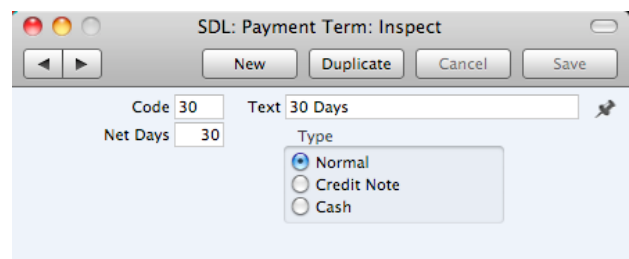 SDL: Payment Term: Inspect
New Duplicate Cancel Save
Code 30 Text 30 Days
Net Days 30 Type
Normal
Credit Note
Cash